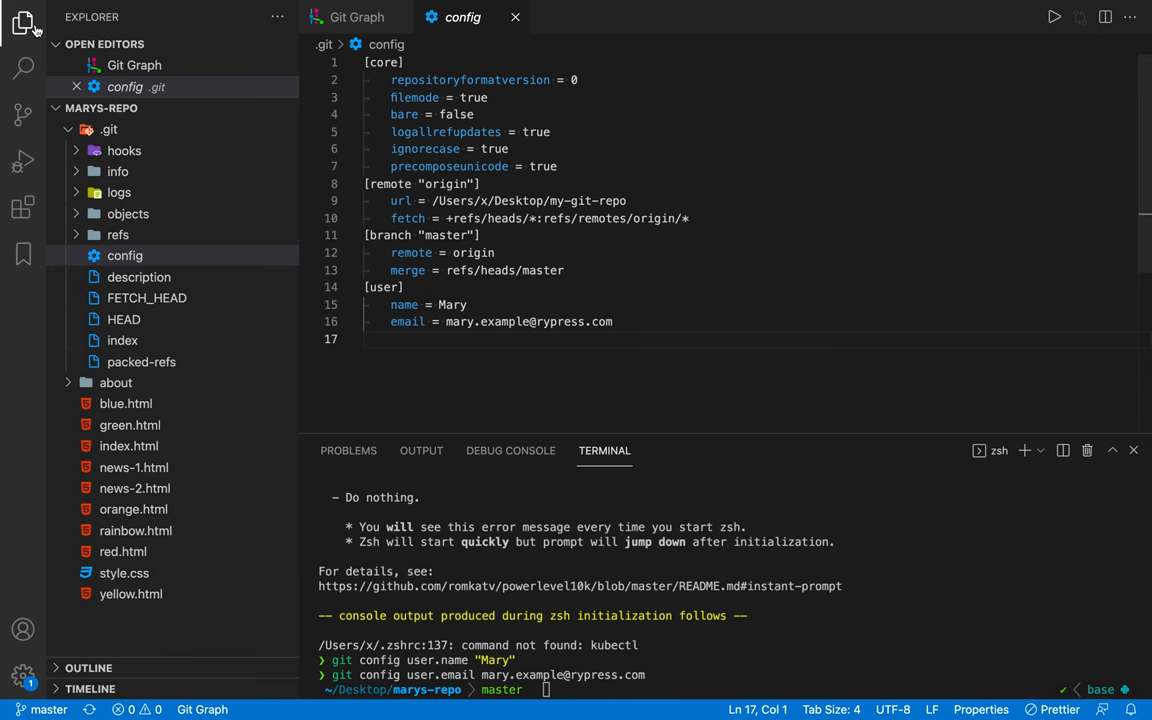 EXPLORER
OPEN EDITORS
Git Graph
config .git
MARYS-REPO
.git
hooks
info
logs
objects
refs
config
description
FETCH_HEAD
HEAD
index
packed-refs
about
blue.html
green.html
index.html
news-1.html
news-2.html
orange.html
rainbow.html
red.html
style.css
yellow.html
OUTLINE
TIMELINE
Git Graph
config
.git > config
1 [core]
2 repositoryformatversion = 0
3 filemode = true
4 bare = false
5 logallrefupdates = true
6 ignorecase = true
7 precomposeunicode = true
8 [remote "origin"]
9 url = /Users/x/Desktop/my-git-repo
10 fetch = +refs/heads/*:refs/remotes/origin/*
11 [branch "master"]
12 remote = origin
13 merge = refs/heads/master
14 [user]
15 name = Mary
16 email = mary.example@rypress.com
17
PROBLEMS OUTPUT DEBUG CONSOLE TERMINAL
zsh
- Do nothing.
* You will see this error message every time you start zsh.
* Zsh will start quickly but prompt will jump down after initialization.
For details, see:
https://github.com/romkatv/powerlevel10k/blob/master/README.md#instant-prompt
-- console output produced during zsh initialization follows --
/Users/x/.zshrc:137: command not found: kubectl
❯ git config user.name "Mary"
❯ git config user.email mary.example@rypress.com
~/Desktop/marys-repo master
✓ base
1
master 0 0 Git Graph
Ln 17, Col 1 Tab Size: 4 UTF-8 LF Properties Prettier